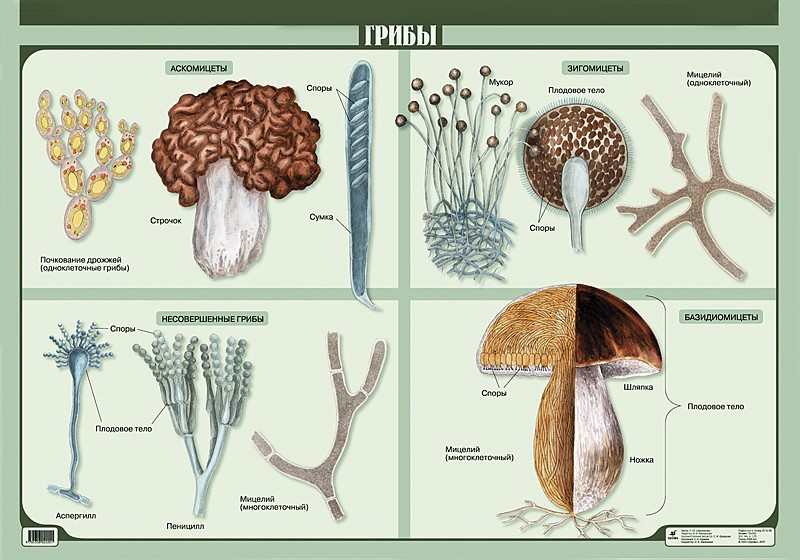 ГРИБЫ
АСКОМИЦЕТЫ
Споры
Строчок
Сумка
Почкование дрожжей
(одноклеточные грибы)
ЗИГОМИЦЕТЫ
Мукор
Плодовое тело
Мицелий
(одноклеточный)
Споры
НЕСОВЕРШЕННЫЕ ГРИБЫ
Споры
Плодовое тело
Мицелий
(многоклеточный)
Аспергилл
Пеницилл
БАЗИДИОМИЦЕТЫ
Споры
Шляпка
Плодовое тело
Мицелий
(многоклеточный)
Ножка